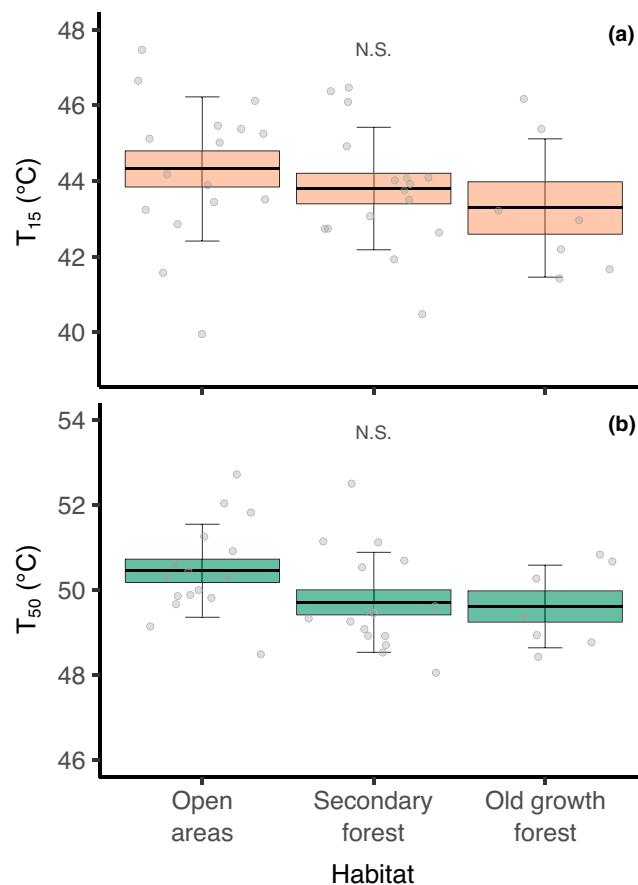 (a)
N.S.
48
46
44
42
40
T15 (°C)
(b)
N.S.
54
52
50
48
46
T50 (°C)
Open areas
Secondary forest
Old growth forest
Habitat